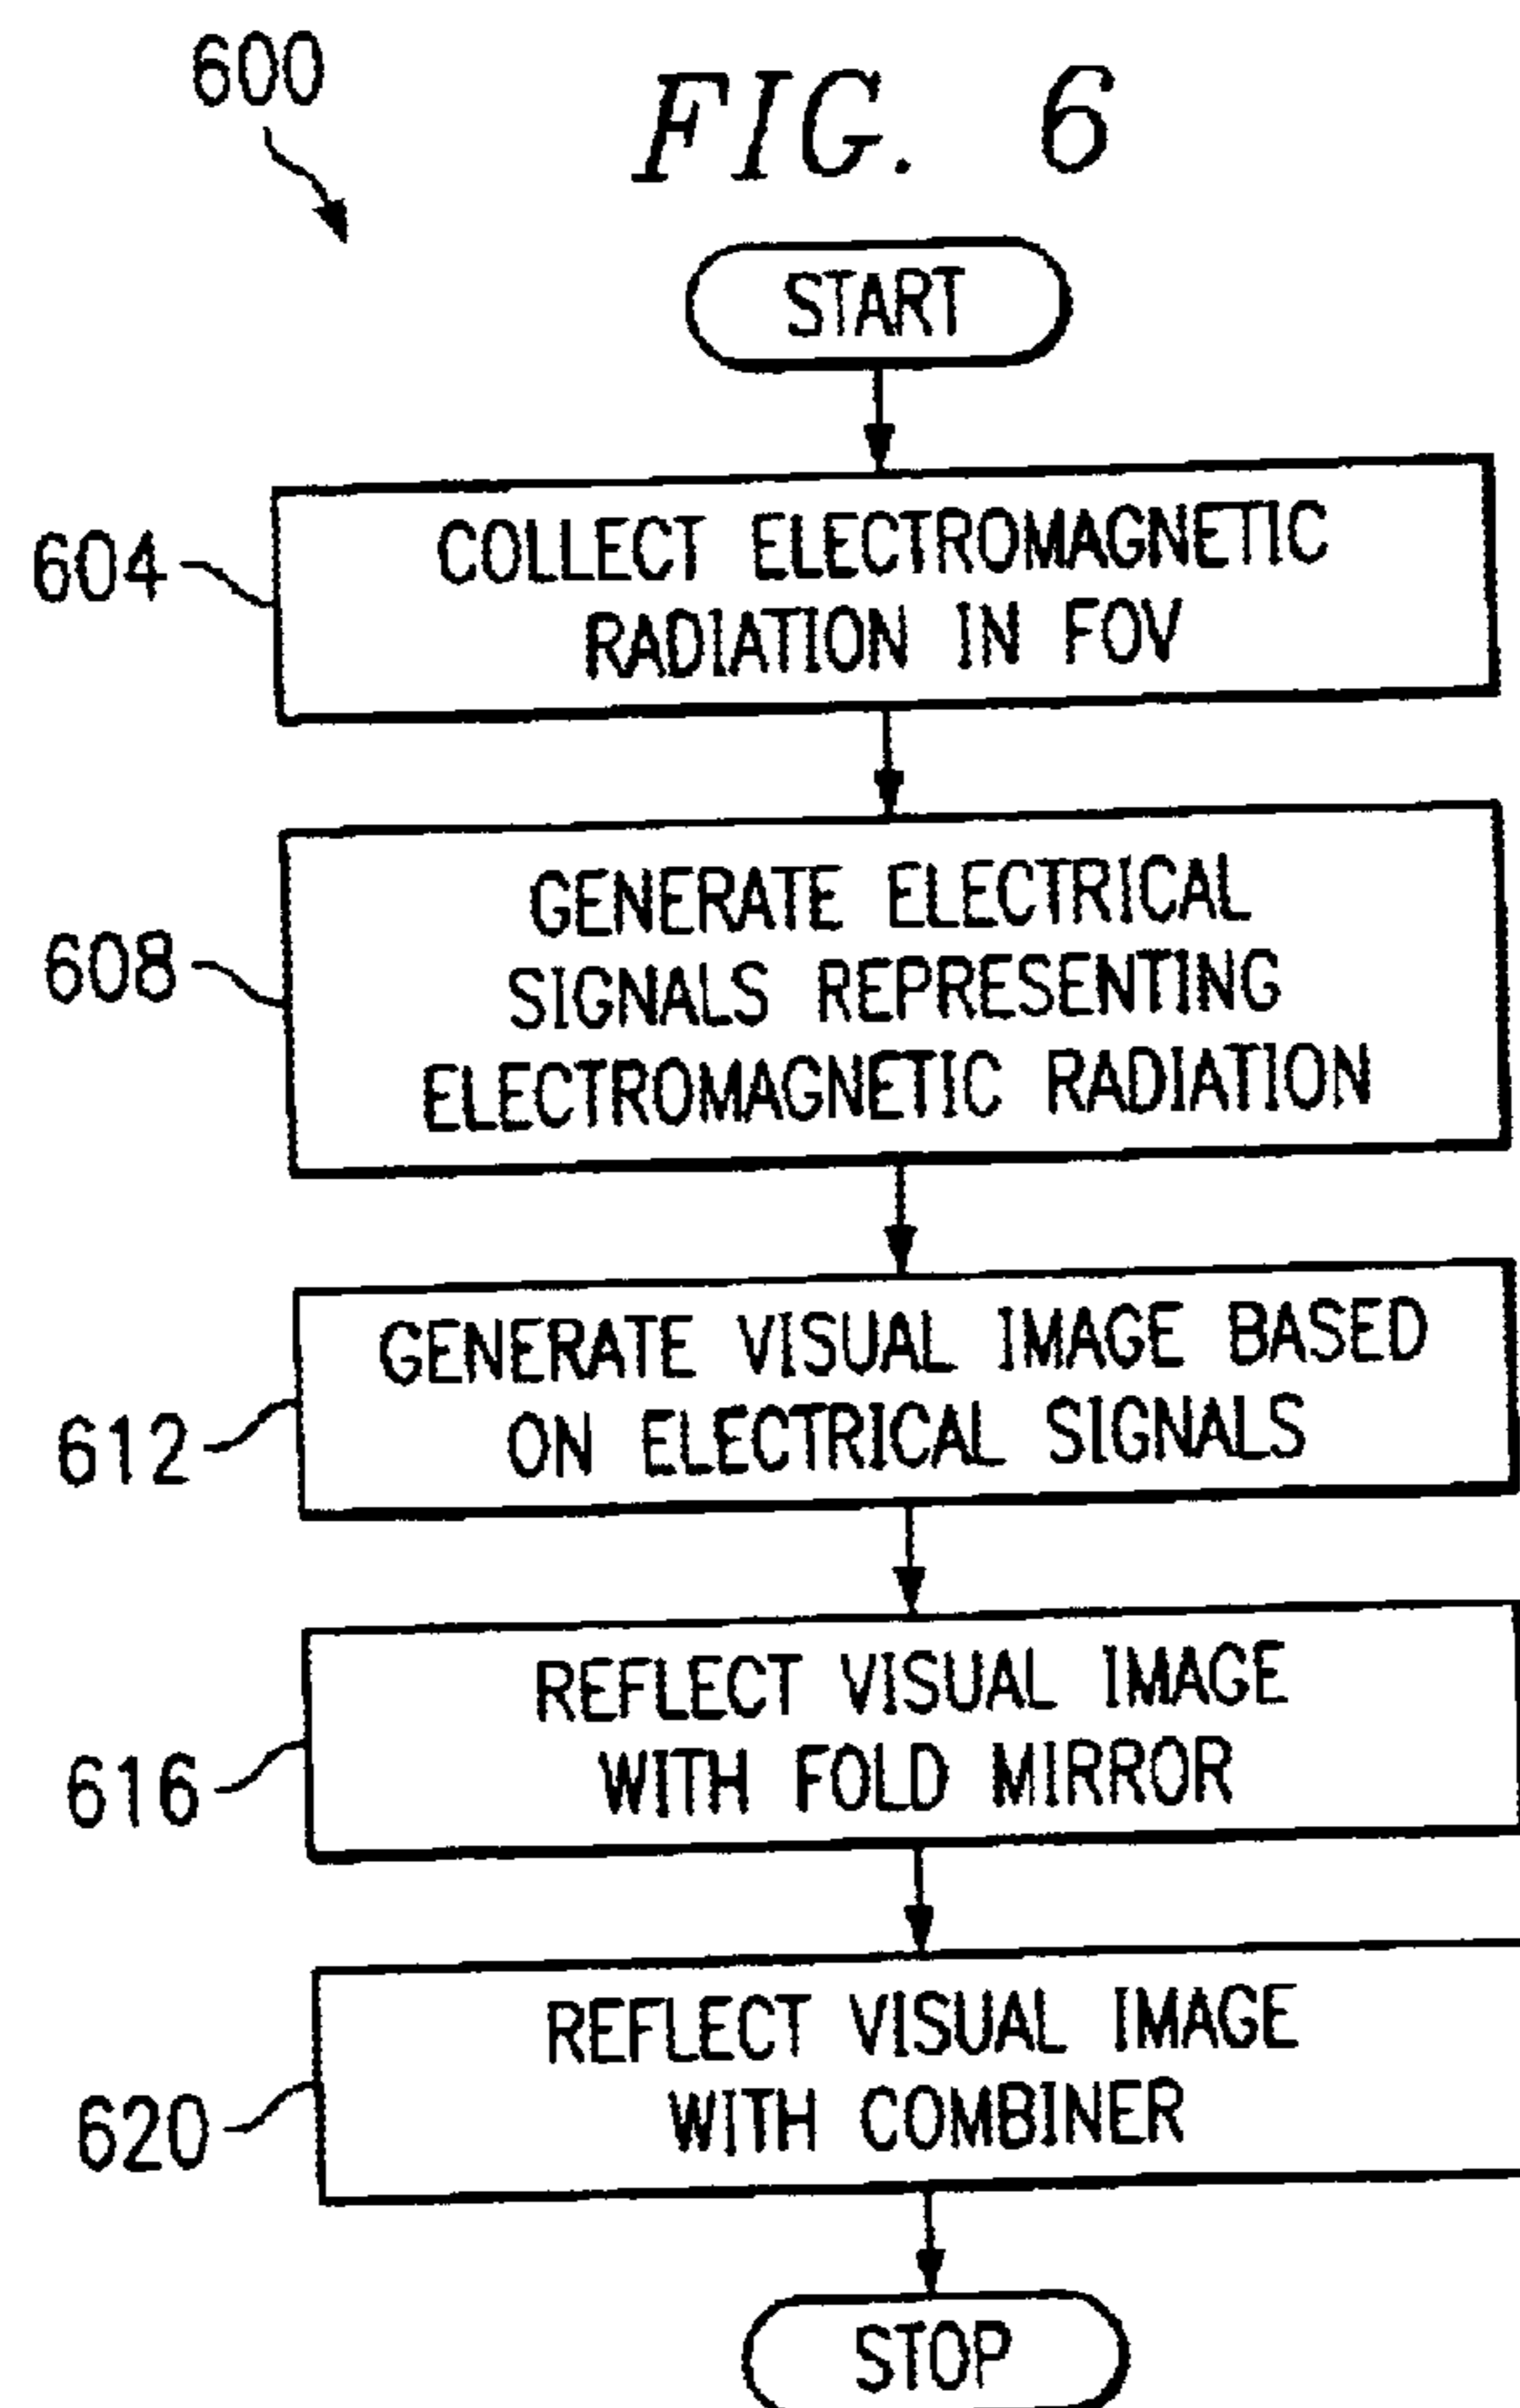 600
FIG. 6
START
604
COLLECT ELECTROMAGNETIC
RADIATION IN FOV
608
GENERATE ELECTRICAL
SIGNALS REPRESENTING
ELECTROMAGNETIC RADIATION
612
GENERATE VISUAL IMAGE BASED
ON ELECTRICAL SIGNALS
616
REFLECT VISUAL IMAGE
WITH FOLD MIRROR
620
REFLECT VISUAL IMAGE
WITH COMBINER
STOP